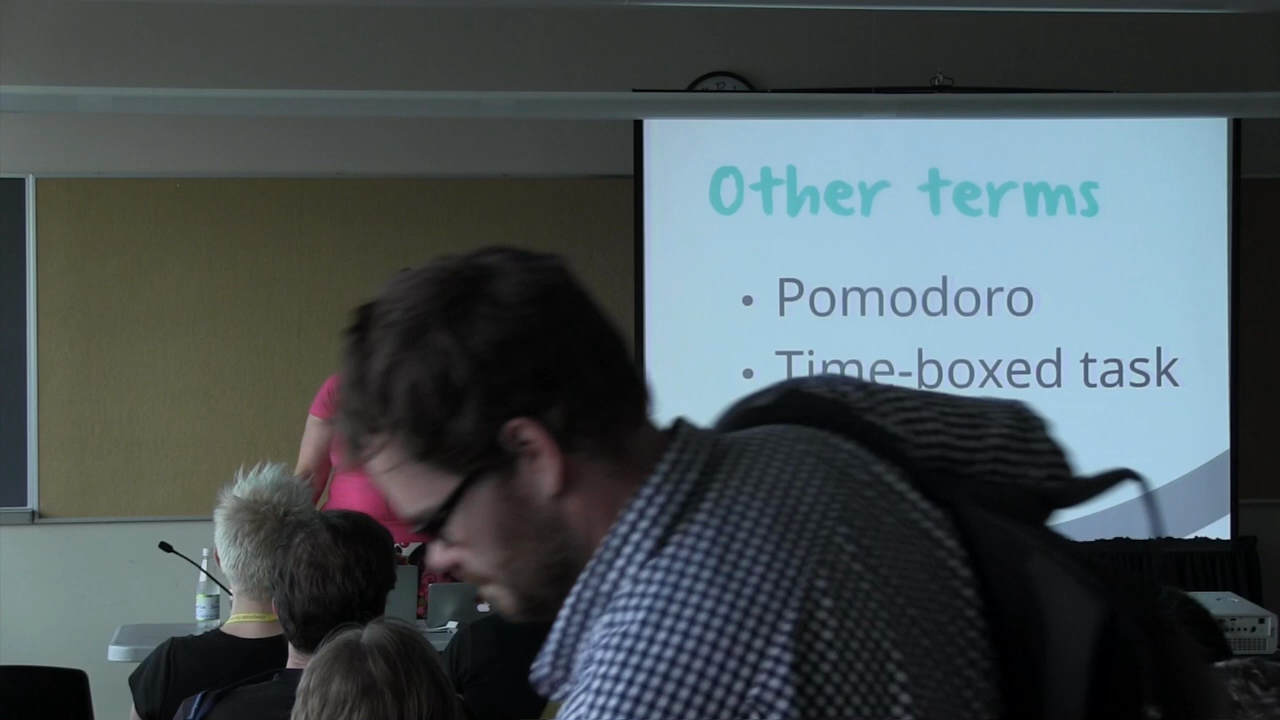 Other terms
• Pomodoro
• Time-boxed task